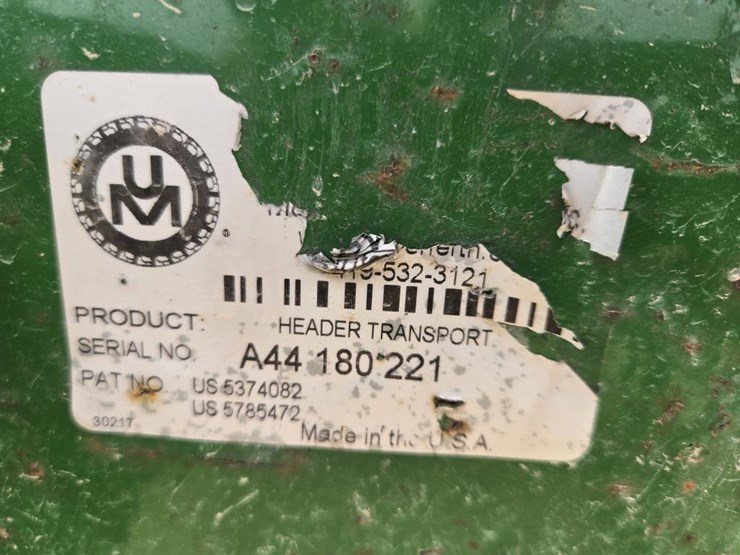 UM
419-532-3121
PRODUCT: HEADER TRANSPORT
SERIAL NO. A44 180 221
PAT NO. US 5374082
US 5785472
30217 Made in the U.S.A.